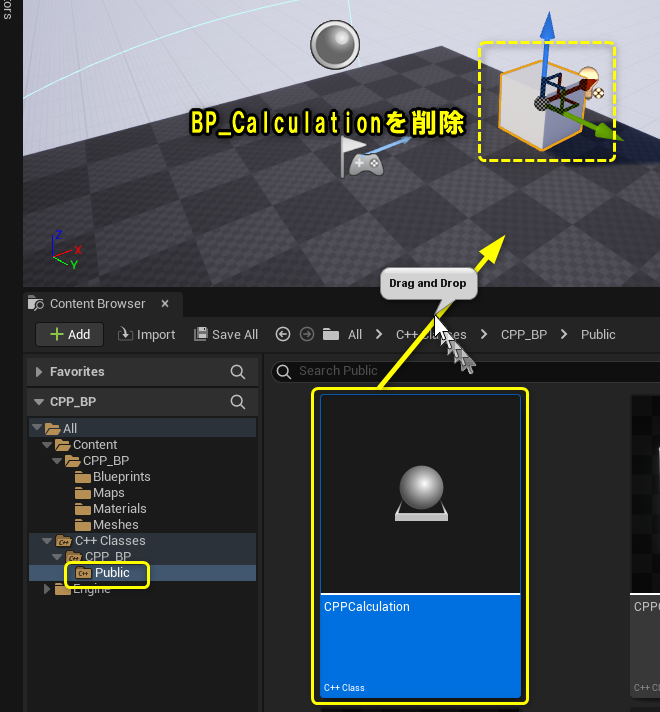 tors
BP_Calculationを削除
Z
X
Y
Drag and Drop
Content Browser
Add
Import
Save All
All
C++ Classes
CPP_BP
Public
Favorites
Search Public
CPP_BP
All
Content
CPP_BP
Blueprints
Maps
Materials
Meshes
C++ Classes
CPP_BP
Public
Engine
CPPCalculation
C++ Class
CPP
C++ Cl